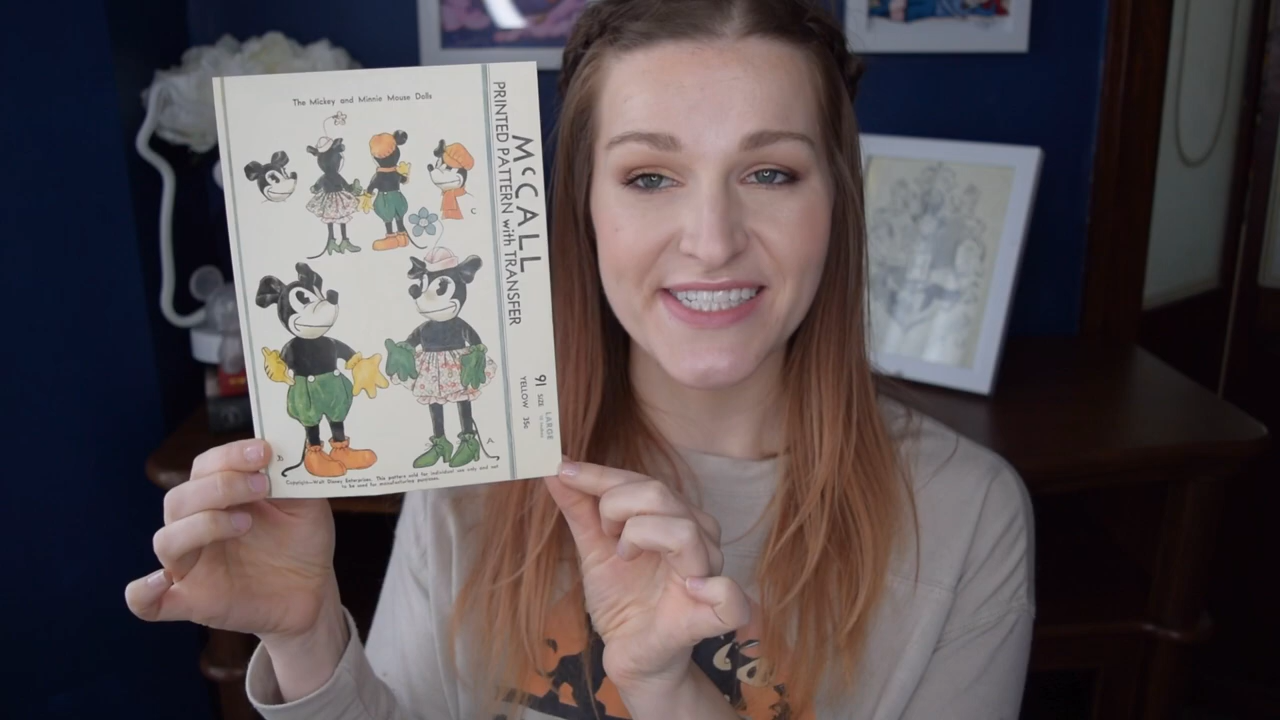 The Mickey and Minnie Mouse Dolls
McCALL
PRINTED PATTERN with TRANSFER
C
91 SIZE LARGE
YELLOW 35c
B
A
Copyright—Walt Disney Enterprises. This pattern sold for individual use only and not
to be used for manufacturing purposes.